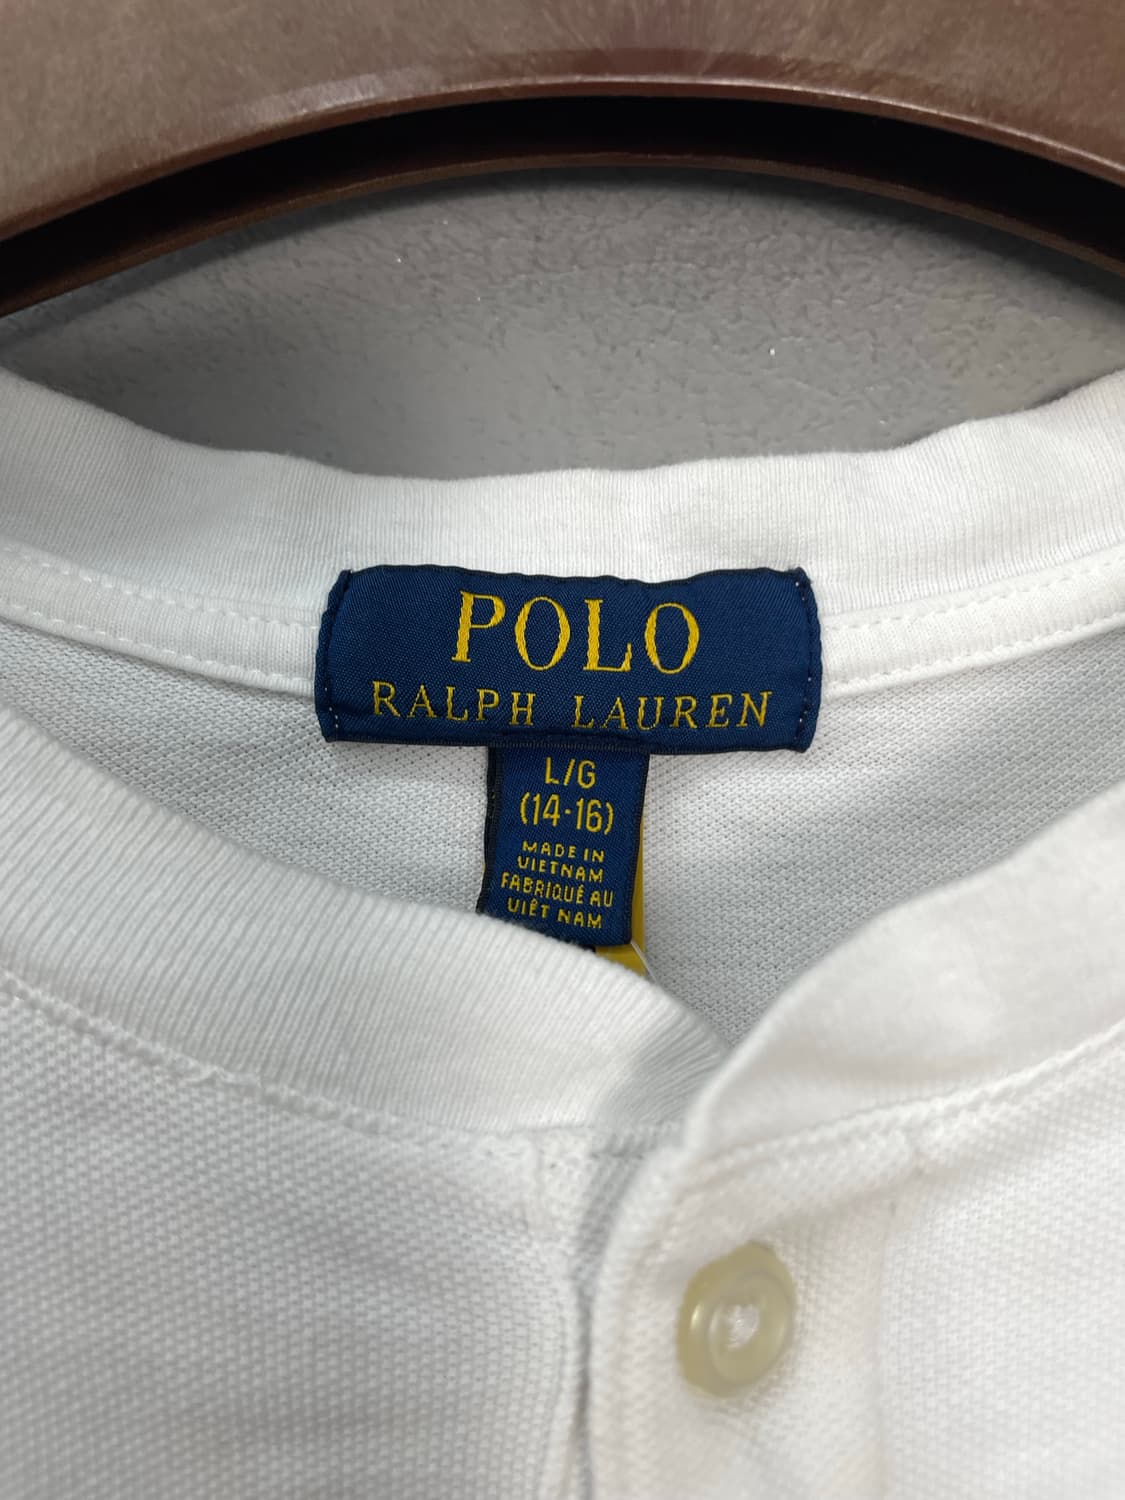 POLO
RALPH LAUREN
L/G
(14-16)
MADE IN
VIETNAM
FABRIQUÉ AU
VIÊT NAM